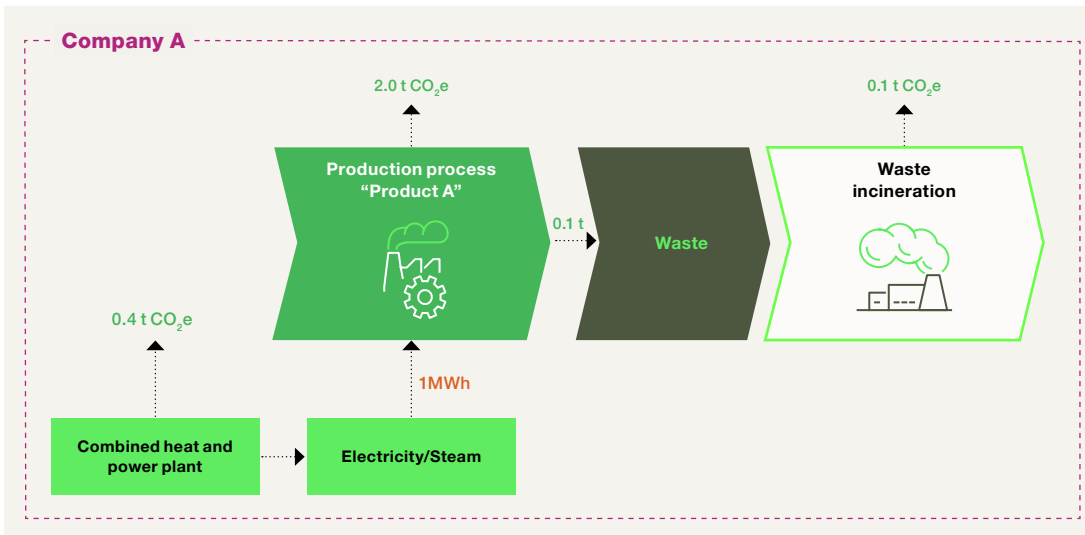 Company A
2.0 t CO₂e
0.1 t CO₂e
Production process
“Product A”
Waste
incineration
0.1 t
Waste
0.4 t CO₂e
1MWh
Combined heat and
power plant
Electricity/Steam